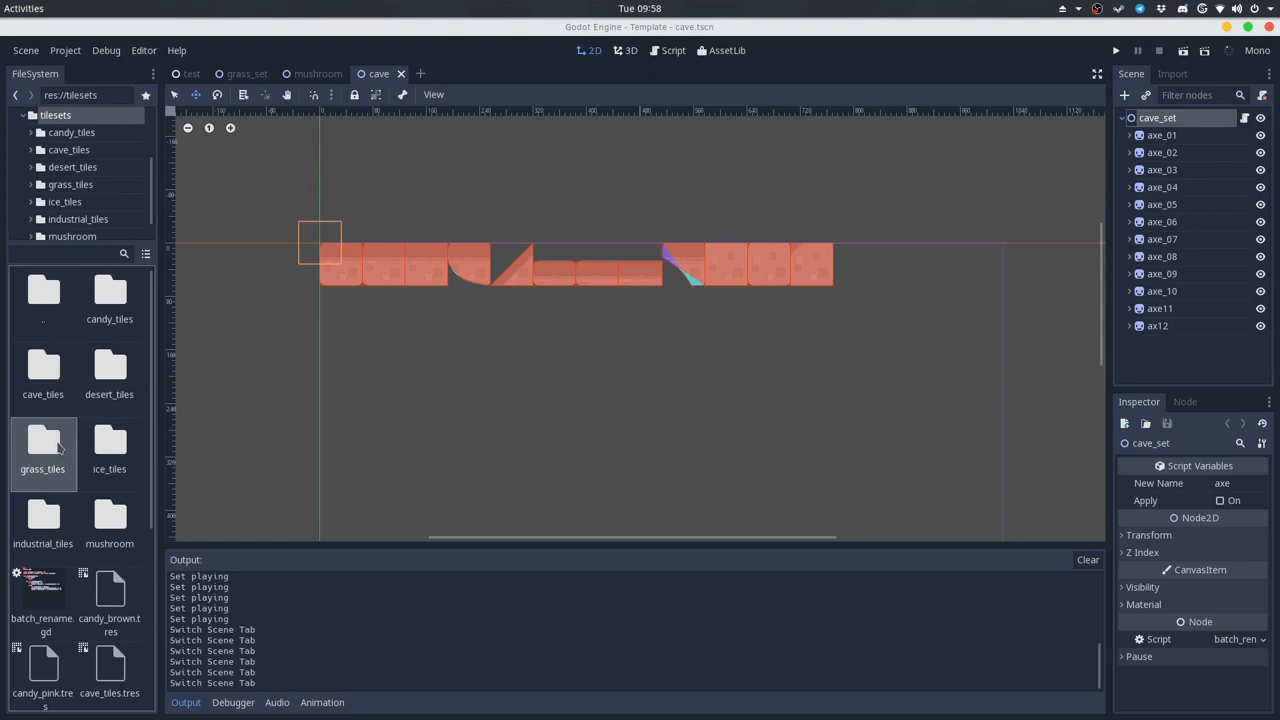 Activities
Tue 09:58
Godot Engine - Template - cave.tscn
Scene Project Debug Editor Help
2D 3D Script AssetLib
Mono
FileSystem
test grass_set mushroom cave
Scene Import
res://tilesets
View
Filter nodes
tilesets
candy_tiles
cave_tiles
desert_tiles
grass_tiles
ice_tiles
industrial_tiles
mushroom
..
candy_tiles
cave_tiles
desert_tiles
grass_tiles
ice_tiles
industrial_tiles
mushroom
batch_rename.
gd
candy_brown.t
res
candy_pink.tre
s
cave_tiles.tres
cave_set
axe_01
axe_02
axe_03
axe_04
axe_05
axe_06
axe_07
axe_08
axe_09
axe_10
axe11
ax12
Inspector Node
cave_set
Script Variables
New Name axe
Apply On
Node2D
Transform
Z Index
CanvasItem
Visibility
Material
Node
Script batch_ren
Pause
Output:
Clear
Set playing
Set playing
Set playing
Set playing
Set playing
Switch Scene Tab
Switch Scene Tab
Switch Scene Tab
Switch Scene Tab
Switch Scene Tab
Switch Scene Tab
Output Debugger Audio Animation